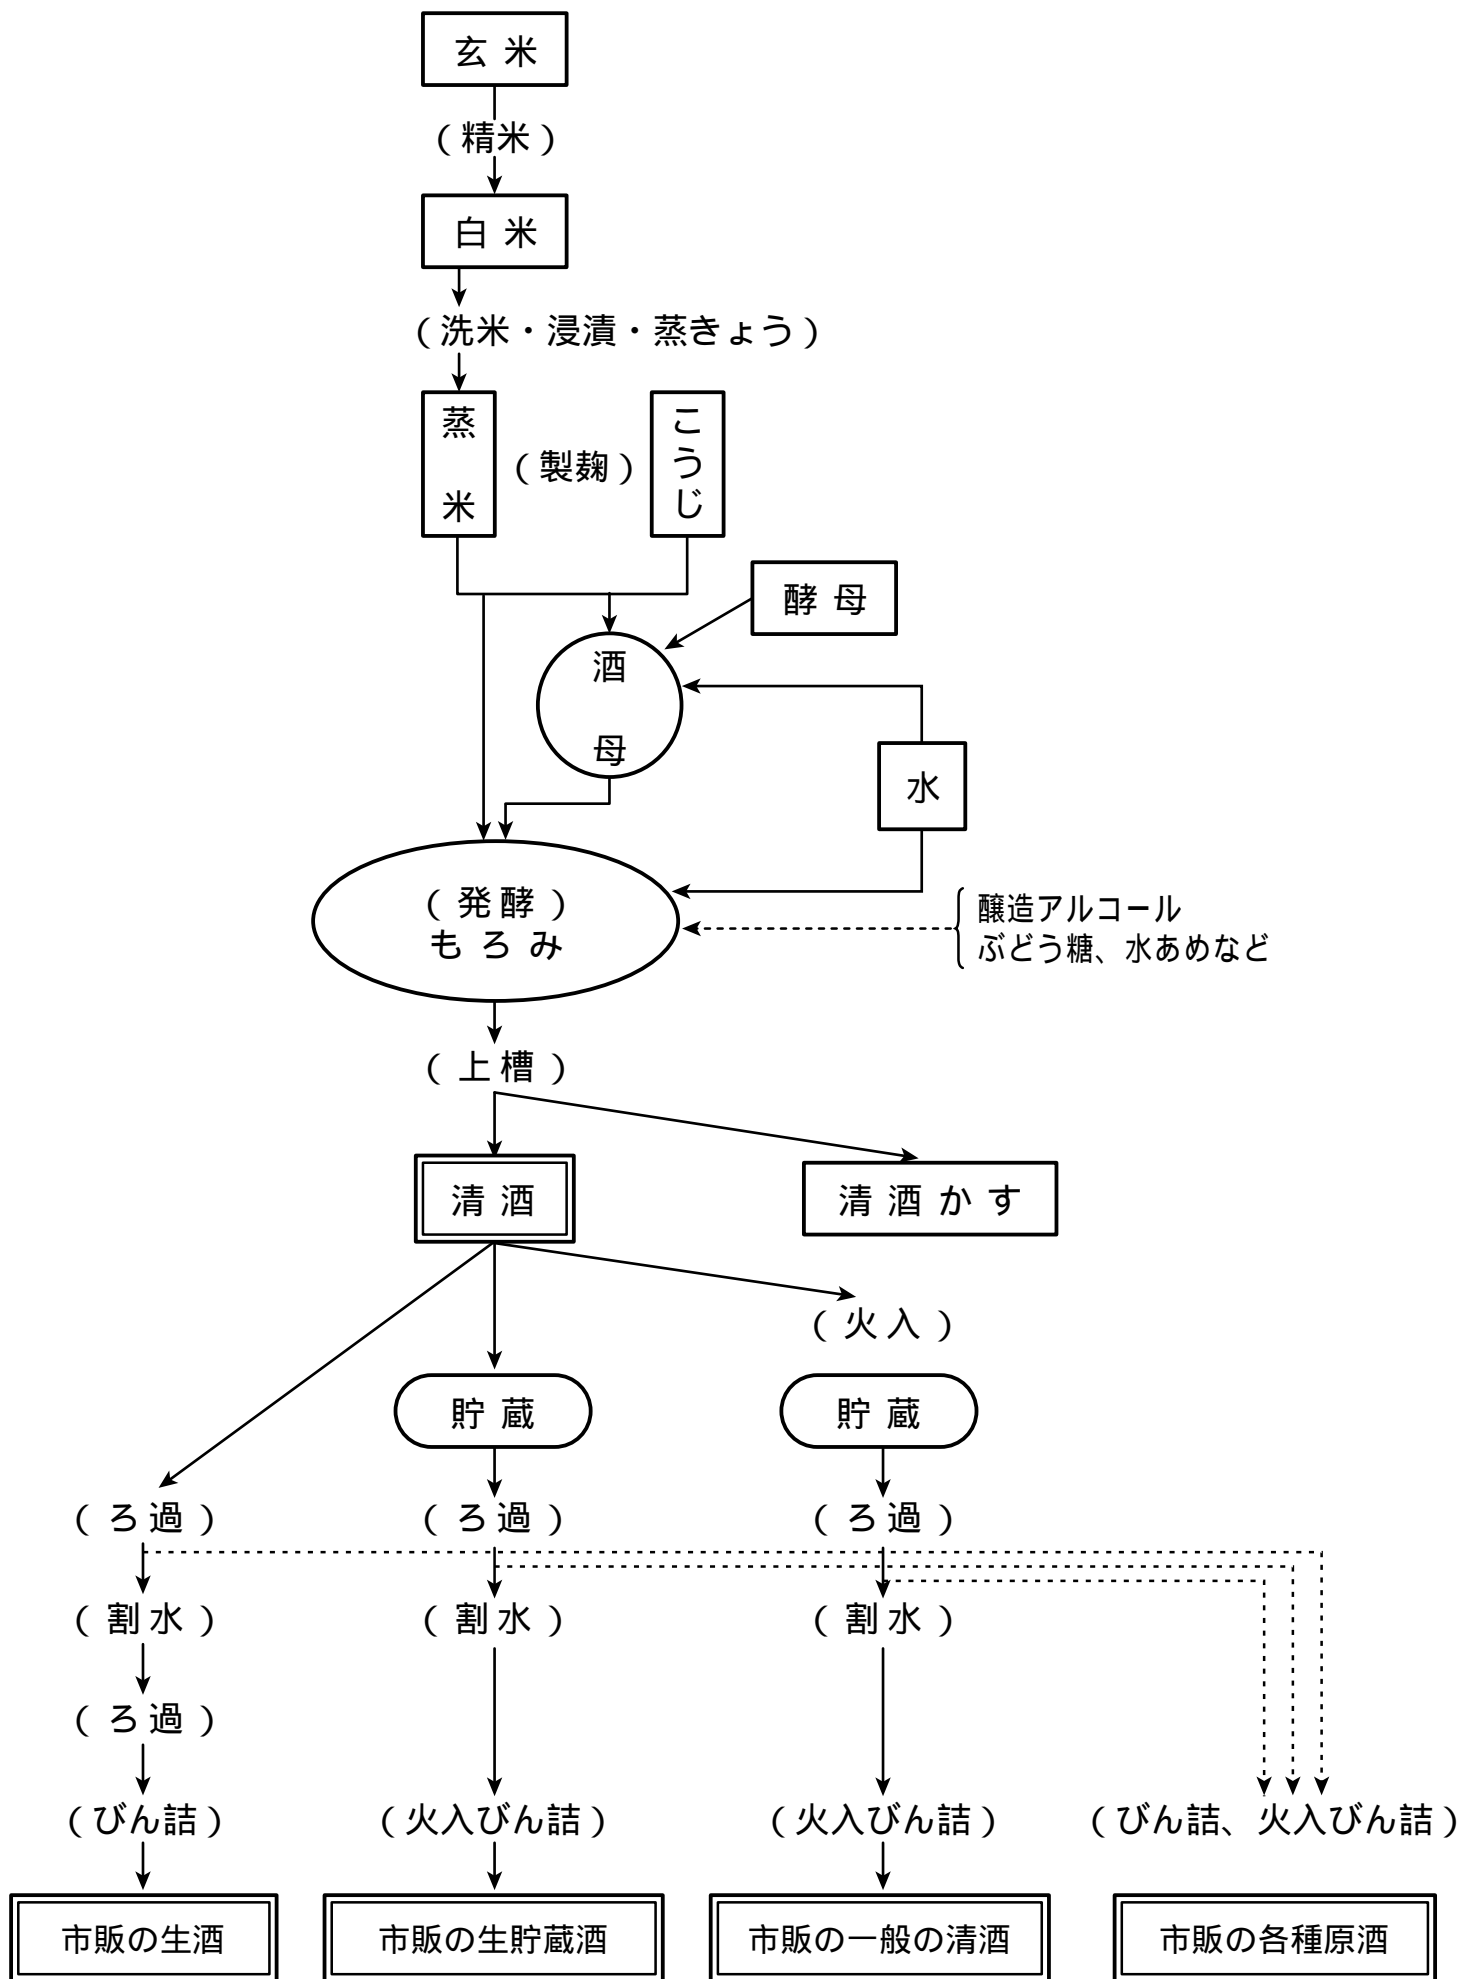 玄米
（精米）
白米
（洗米・浸漬・蒸きょう）
蒸米
（製麹）
こうじ
酵母
酒母
水
（発酵）
もろみ
醸造アルコール
ぶどう糖、水あめなど
（上槽）
清酒
清酒かす
（火入）
貯蔵
貯蔵
（ろ過）
（ろ過）
（ろ過）
（割水）
（割水）
（割水）
（ろ過）
（びん詰）
（火入びん詰）
（火入びん詰）
（びん詰、火入びん詰）
市販の生酒
市販の生貯蔵酒
市販の一般の清酒
市販の各種原酒